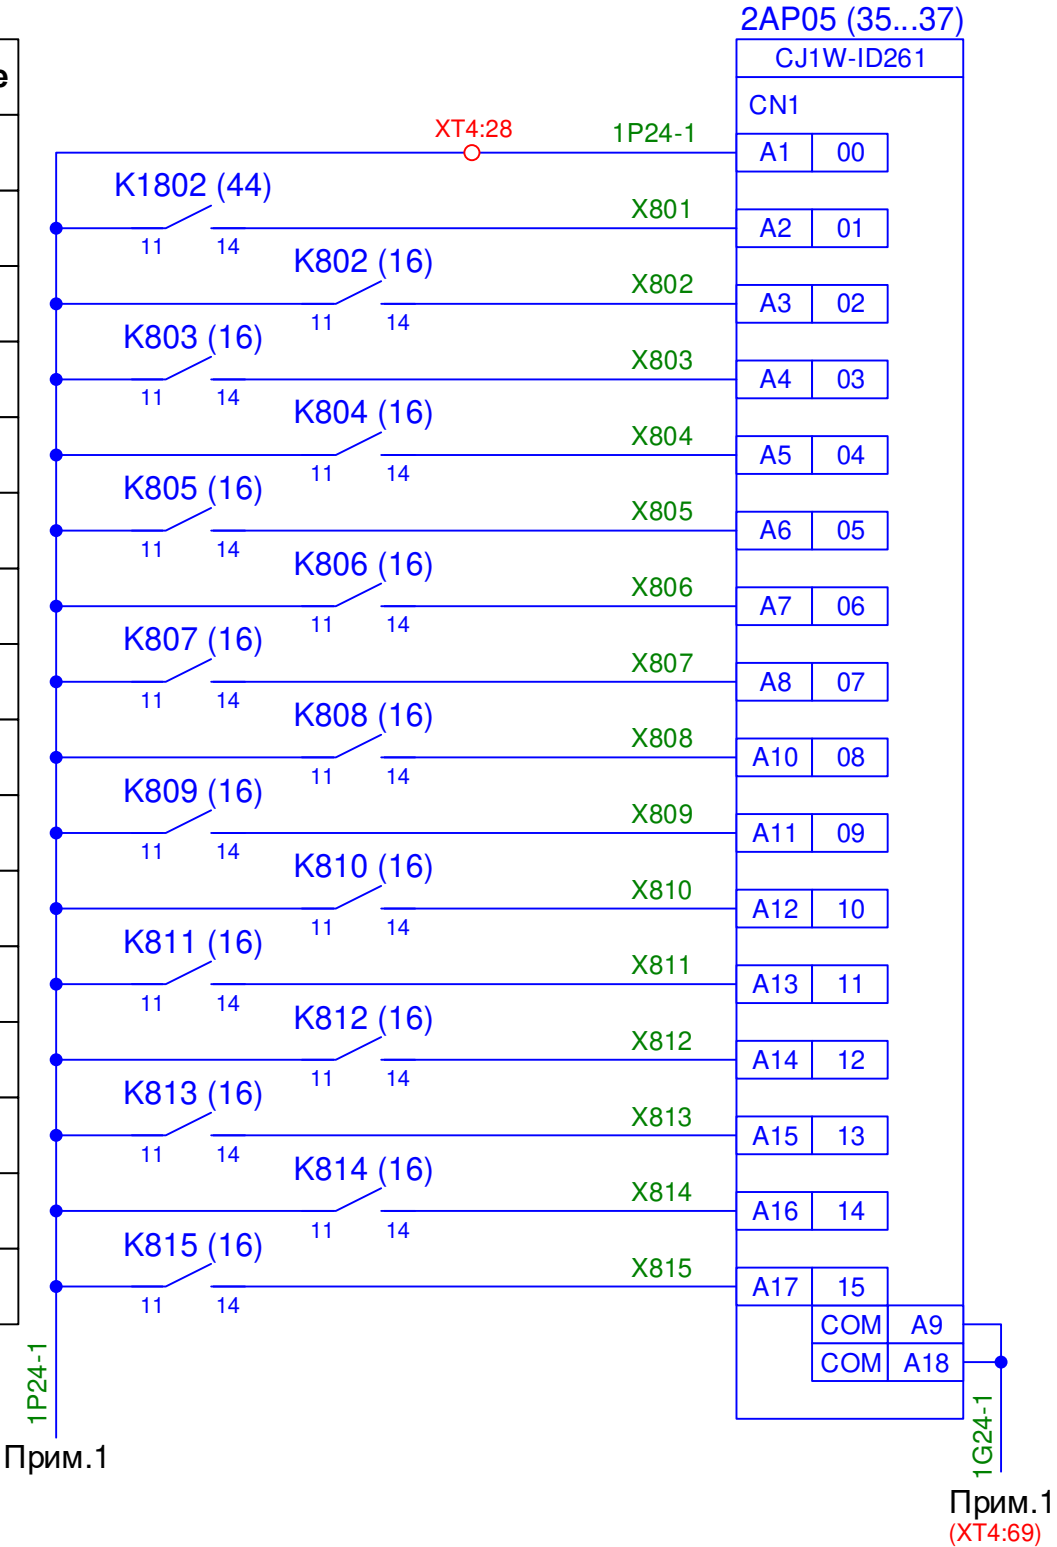 2AP05 (35...37)
CJ1W-ID261
e
CN1
XT4:28 1P24-1 A1 00
K1802 (44) X801
11 14 A2 01
K802 (16) X802
11 14 A3 02
K803 (16) X803
11 14 A4 03
K804 (16) X804
11 14 A5 04
K805 (16) X805
11 14 A6 05
K806 (16) X806
11 14 A7 06
K807 (16) X807
11 14 A8 07
K808 (16) X808
11 14 A10 08
K809 (16) X809
11 14 A11 09
K810 (16) X810
11 14 A12 10
K811 (16) X811
11 14 A13 11
K812 (16) X812
11 14 A14 12
K813 (16) X813
11 14 A15 13
K814 (16) X814
11 14 A16 14
K815 (16) X815
11 14 A17 15
COM A9
COM A18
1P24-1
1G24-1
Прим.1
Прим.1
(XT4:69)